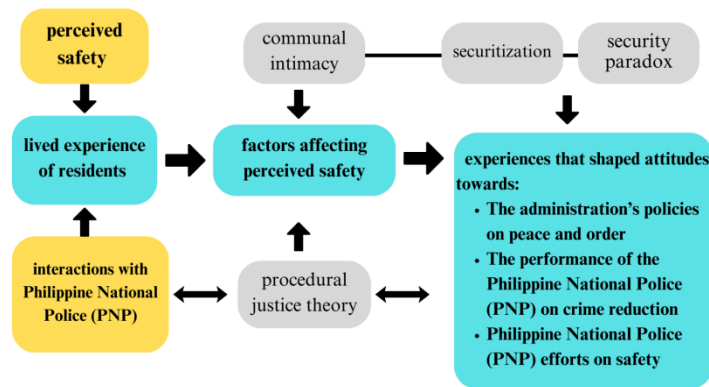 perceived
safety
communal
intimacy
securitization
security
paradox
lived experience
of residents
factors affecting
perceived safety
experiences that shaped attitudes
towards:
• The administration's policies
on peace and order
• The performance of the
Philippine National Police
(PNP) on crime reduction
• Philippine National Police
(PNP) efforts on safety
interactions with
Philippine National
Police (PNP)
procedural
justice theory